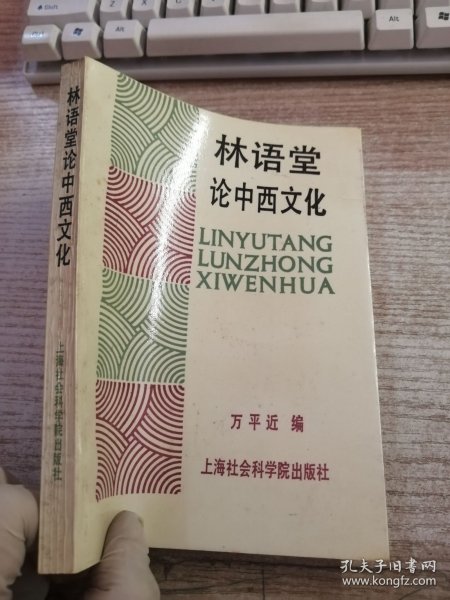 Shift
Ctrl
Alt
Alt
林语堂
论中西文化
LINYUTANG
LUNZHONG
XIWENHUA
万平近 编
上海社会科学院出版社
林语堂论中西文化
上海社会科学院出版社
孔夫子旧书网
www.kongfz.com